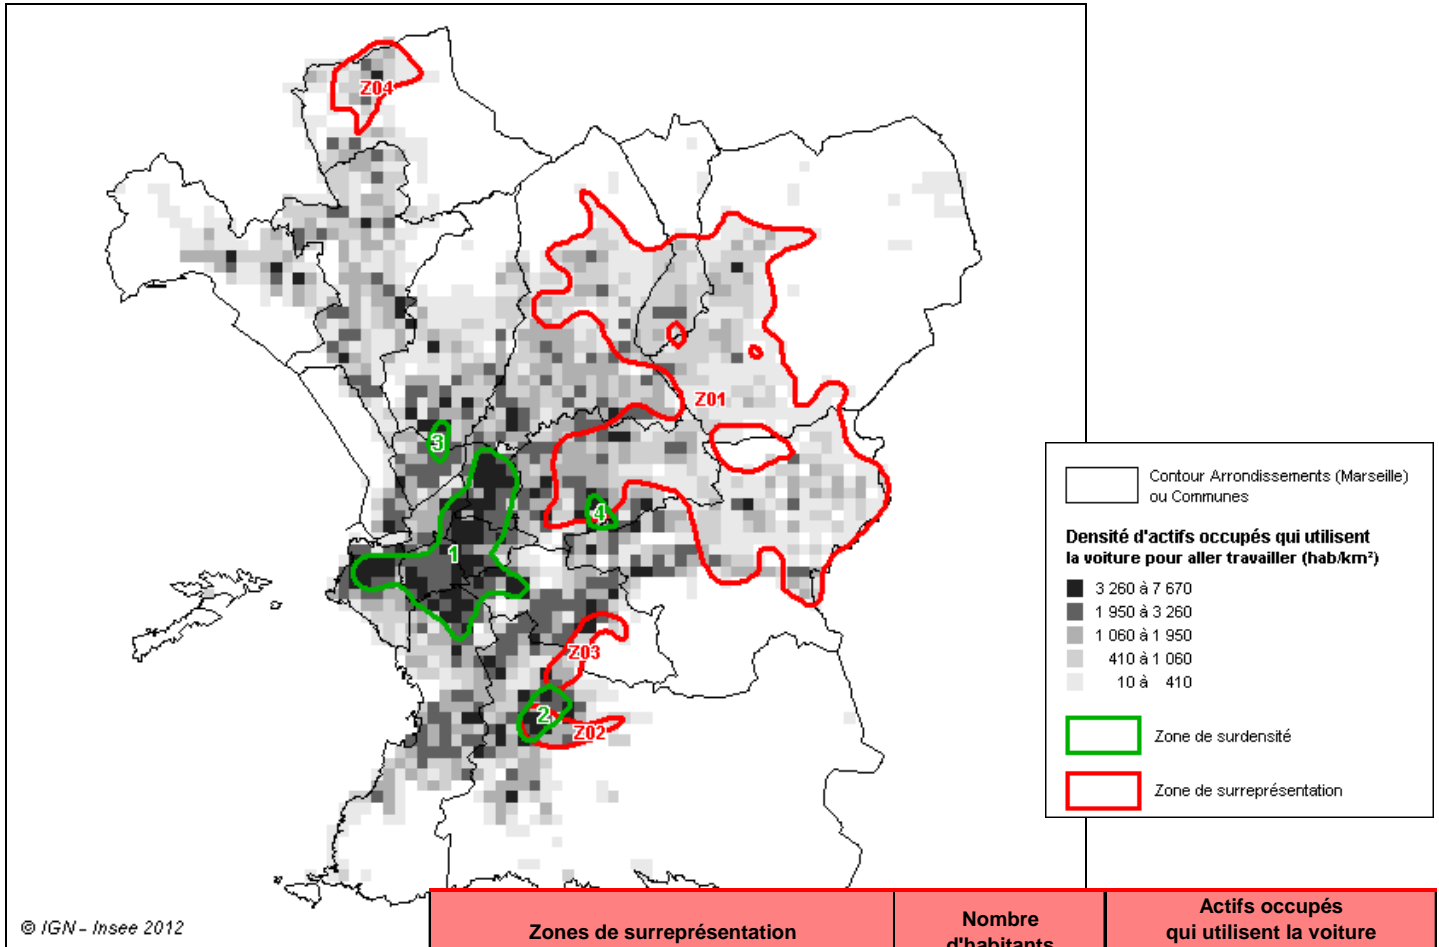 Z04
Z01
3
4
1
Z03
2
Z02
Contour Arrondissements (Marseille)
ou Communes
Densité d'actifs occupés qui utilisent
la voiture pour aller travailler (hab/km²)
3 260 à 7 670
1 950 à 3 260
1 060 à 1 950
410 à 1 060
10 à 410
Zone de surdensité
Zone de surreprésentation
© IGN - Insee 2012
Zones de surreprésentation
Nombre
d'habitants
Actifs occupés
qui utilisent la voiture